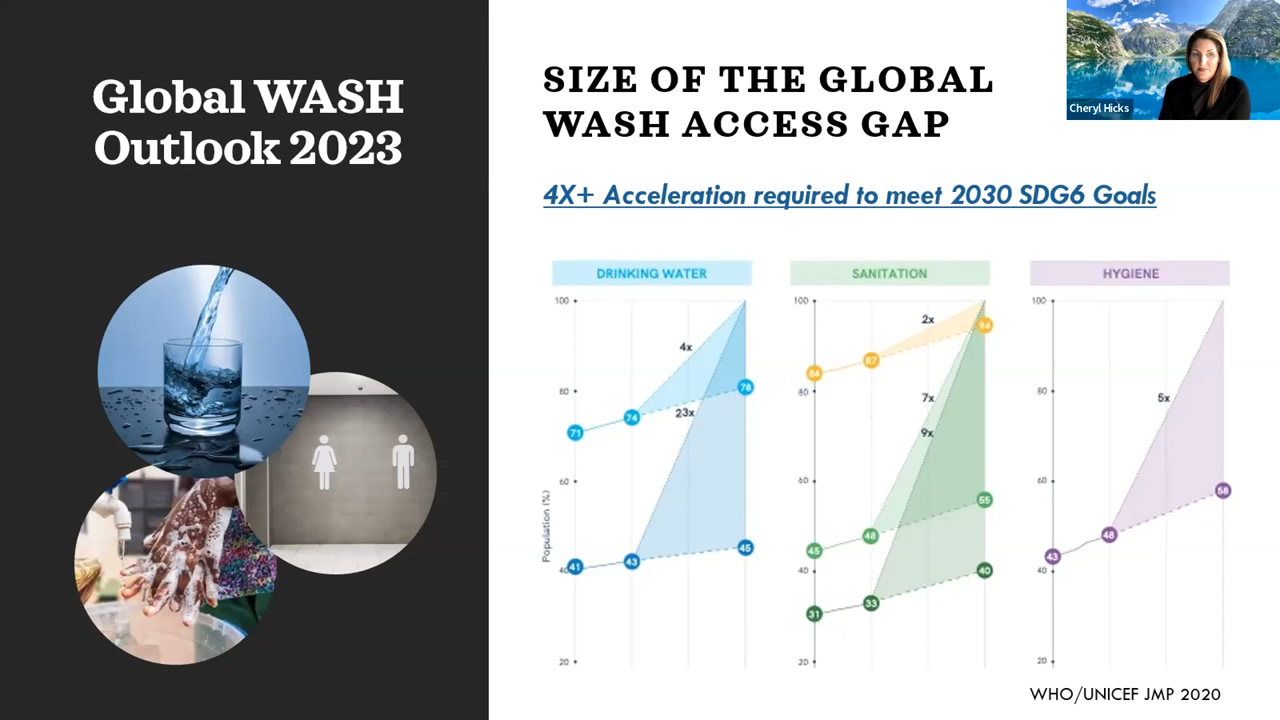 Global WASH
Outlook 2023
SIZE OF THE GLOBAL
WASH ACCESS GAP
4X+ Acceleration required to meet 2030 SDG6 Goals
Cheryl Hicks
DRINKING WATER
100
80
60
40
20
Population (%)
4x
23x
71
74
78
41
43
45
SANITATION
100
80
60
40
20
2x
7x
9x
84
87
94
45
48
55
31
33
40
HYGIENE
100
80
60
40
20
5x
43
48
58
WHO/UNICEF JMP 2020